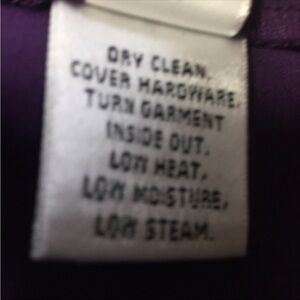 DRY CLEAN.
COVER HARDWARE.
TURN GARMENT
INSIDE OUT.
LOW HEAT,
LOW MOISTURE,
LOW STEAM.